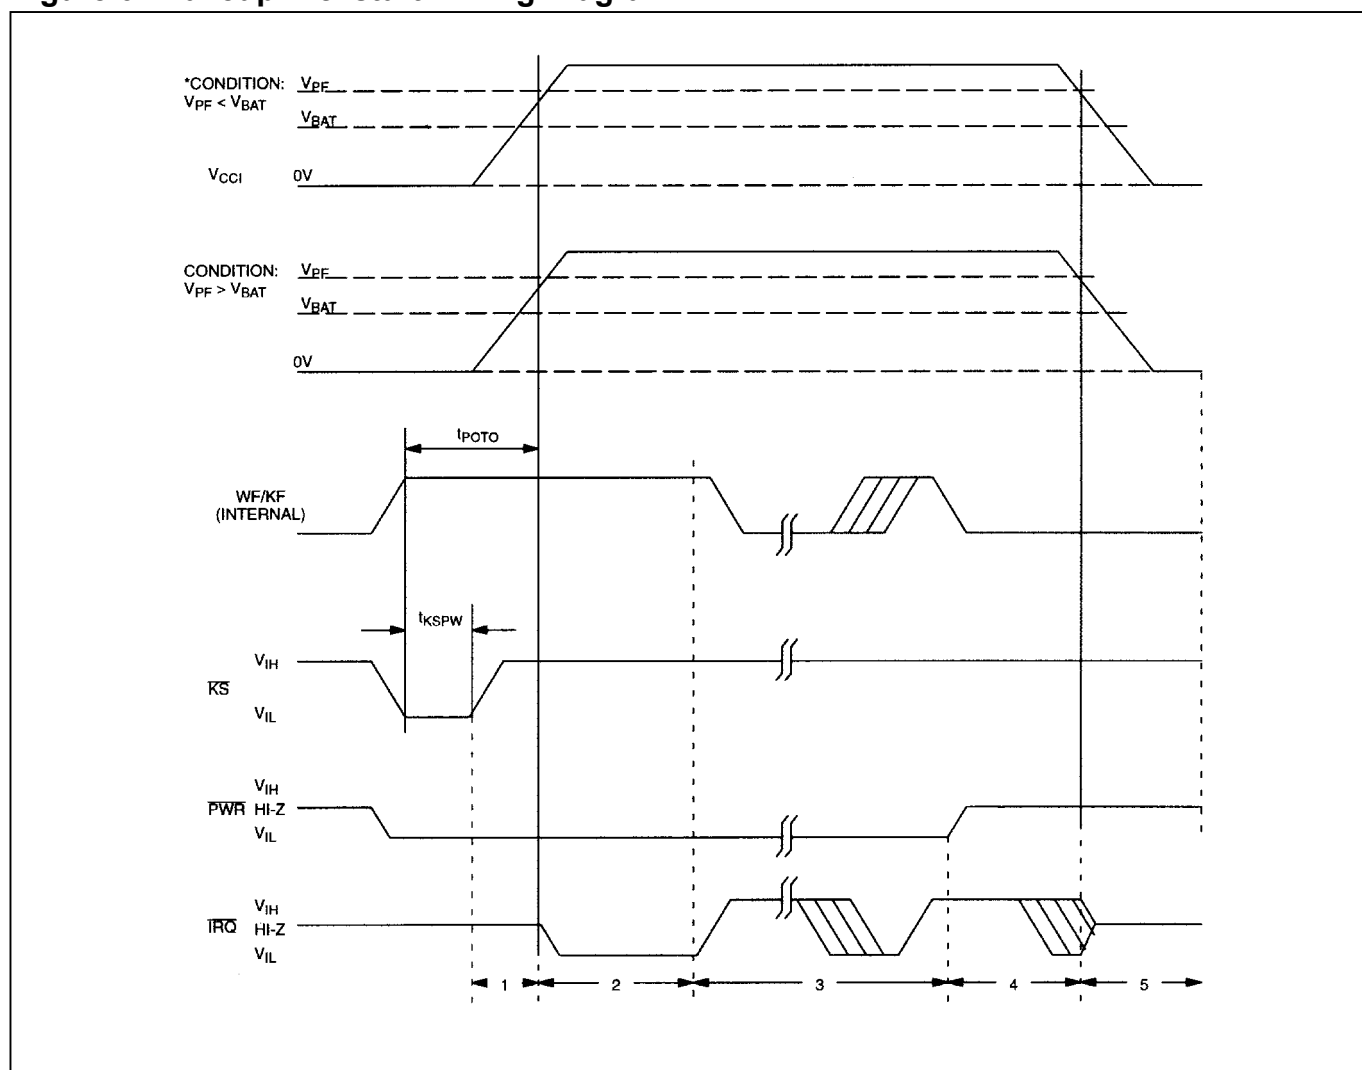 *CONDITION: VPF
VPF < VBAT
VBAT
VCCI 0V
CONDITION: VPF
VPF > VBAT
VBAT
0V
tPOTO
WF/KF
(INTERNAL)
tKSPW
VIH
KS
VIL
VIH
PWR HI-Z
VIL
VIH
IRQ HI-Z
VIL
1 2 3 4 5